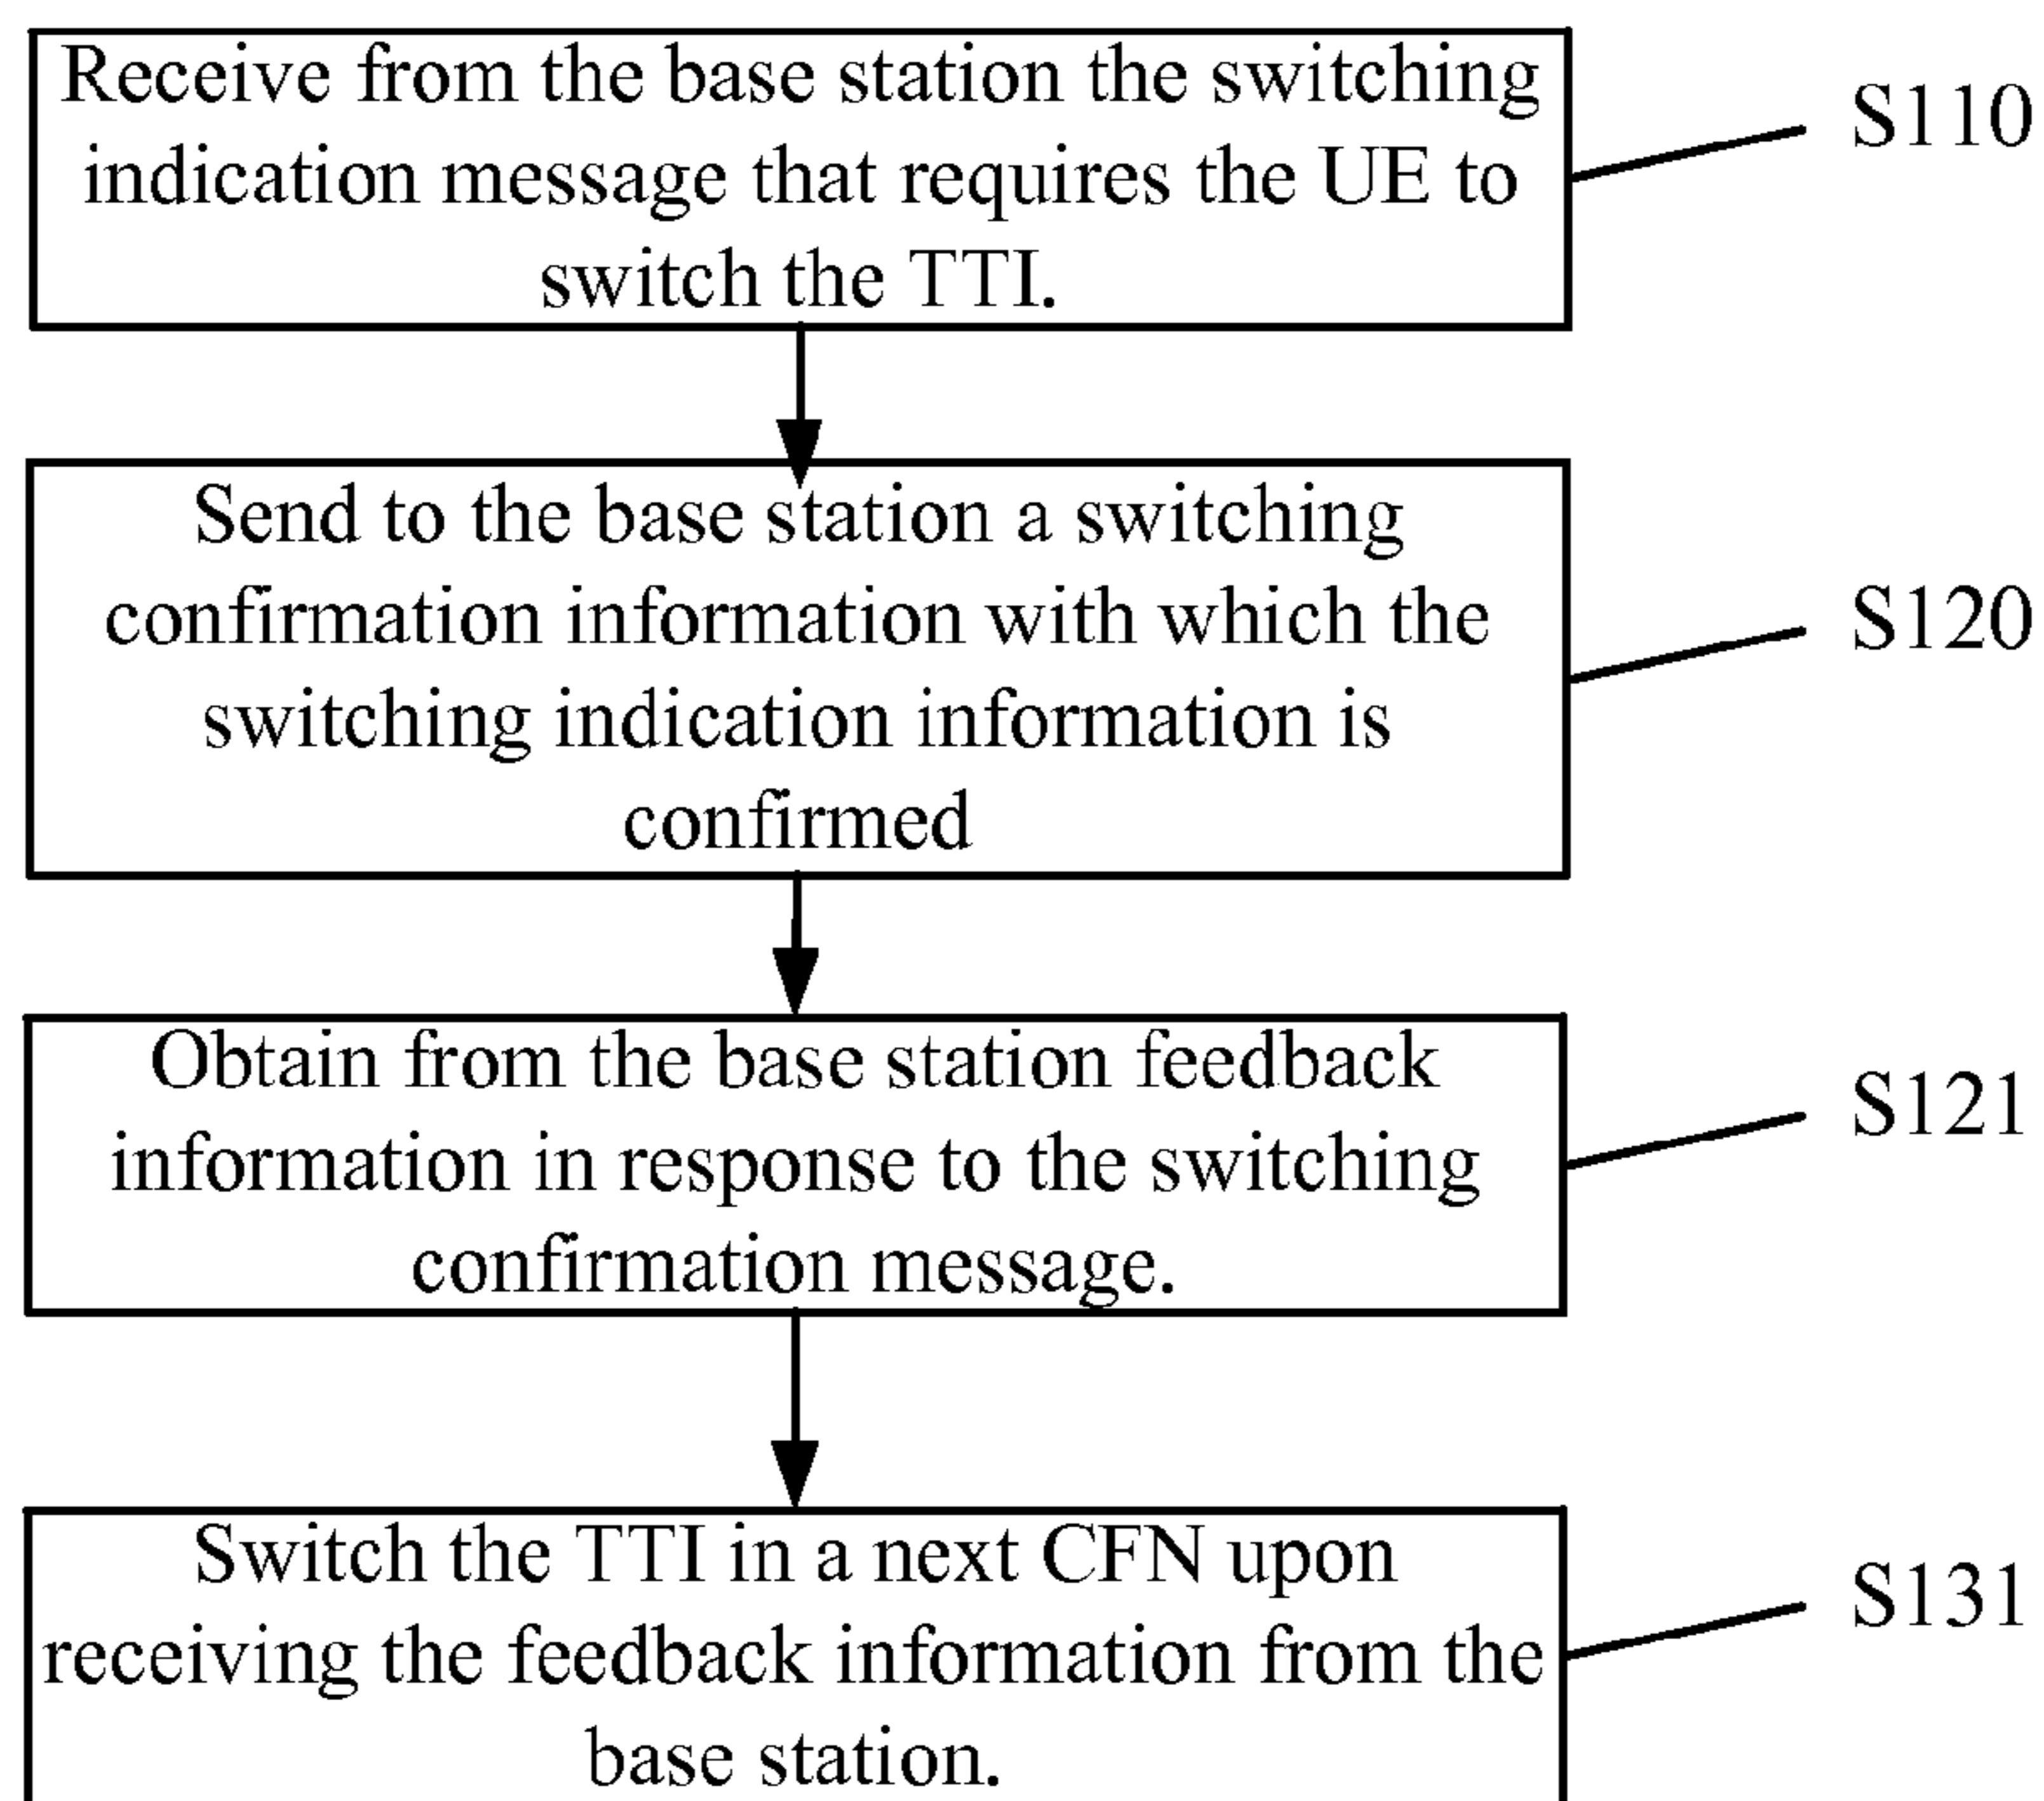 Receive from the base station the switching
indication message that requires the UE to
switch the TTI.
S110
Send to the base station a switching
confirmation information with which the
switching indication information is
confirmed
S120
Obtain from the base station feedback
information in response to the switching
confirmation message.
S121
Switch the TTI in a next CFN upon
receiving the feedback information from the
base station.
S131